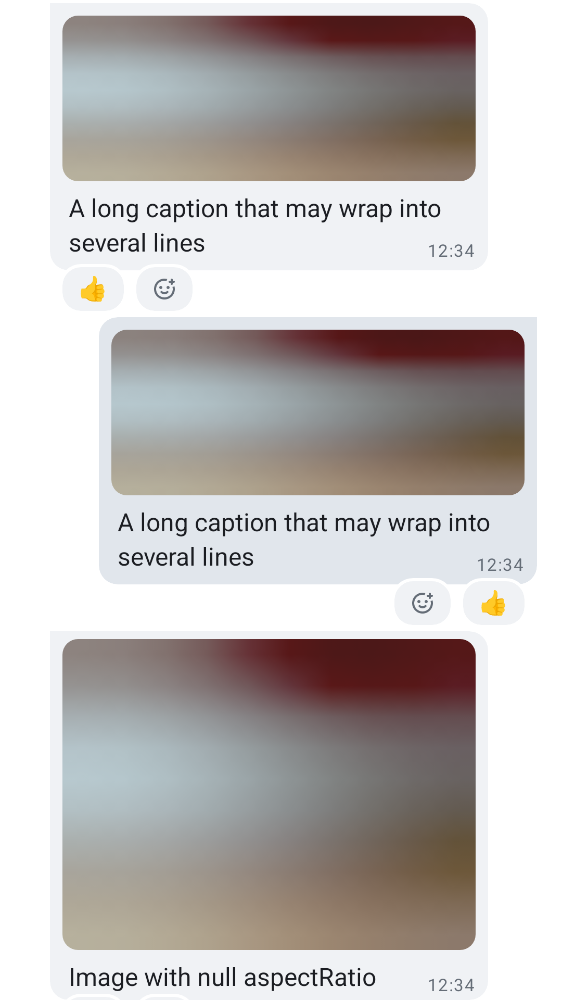 A long caption that may wrap into
several lines
12:34
A long caption that may wrap into
several lines
12:34
Image with null aspectRatio
12:34